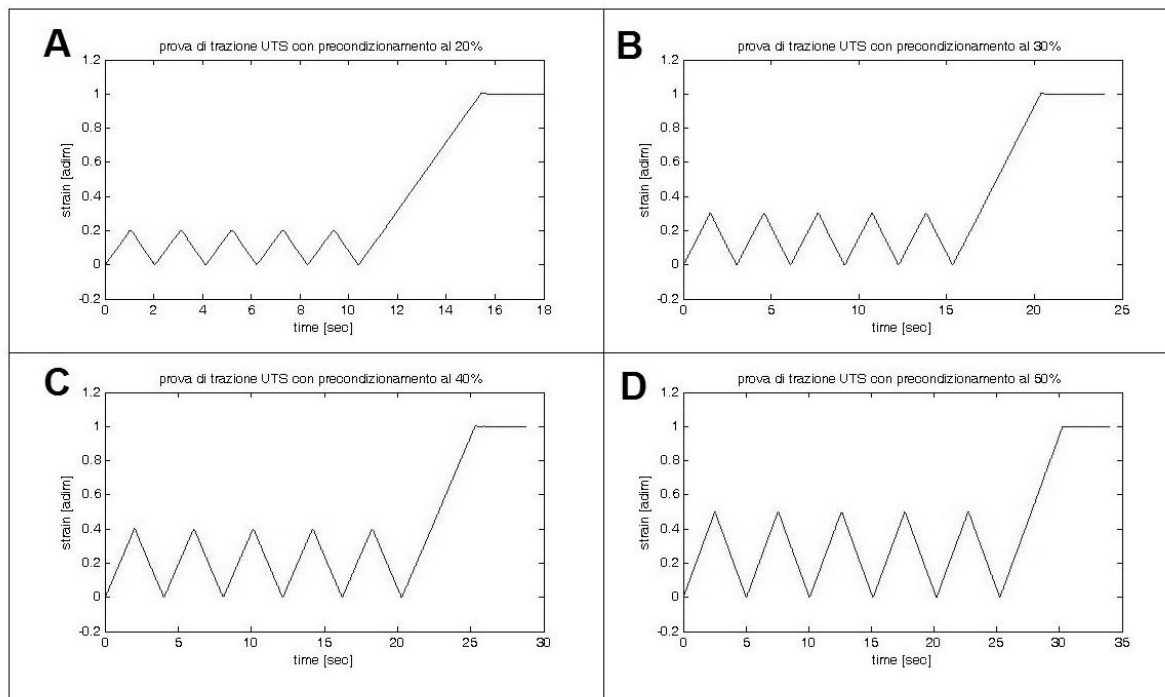 A
prova di trazione UTS con precondizionamento al 20%
1.2
1
0.8
0.6
0.4
0.2
0
-0.2
strain [adim]
0 2 4 6 8 10 12 14 16 18
time [sec]
B
prova di trazione UTS con precondizionamento al 30%
1.2
1
0.8
0.6
0.4
0.2
0
-0.2
strain [adim]
0 5 10 15 20 25
time [sec]
C
prova di trazione UTS con precondizionamento al 40%
1.2
1
0.8
0.6
0.4
0.2
0
-0.2
strain [adim]
0 5 10 15 20 25 30
time [sec]
D
prova di trazione UTS con precondizionamento al 50%
1.2
1
0.8
0.6
0.4
0.2
0
-0.2
strain [adim]
0 5 10 15 20 25 30 35
time [sec]